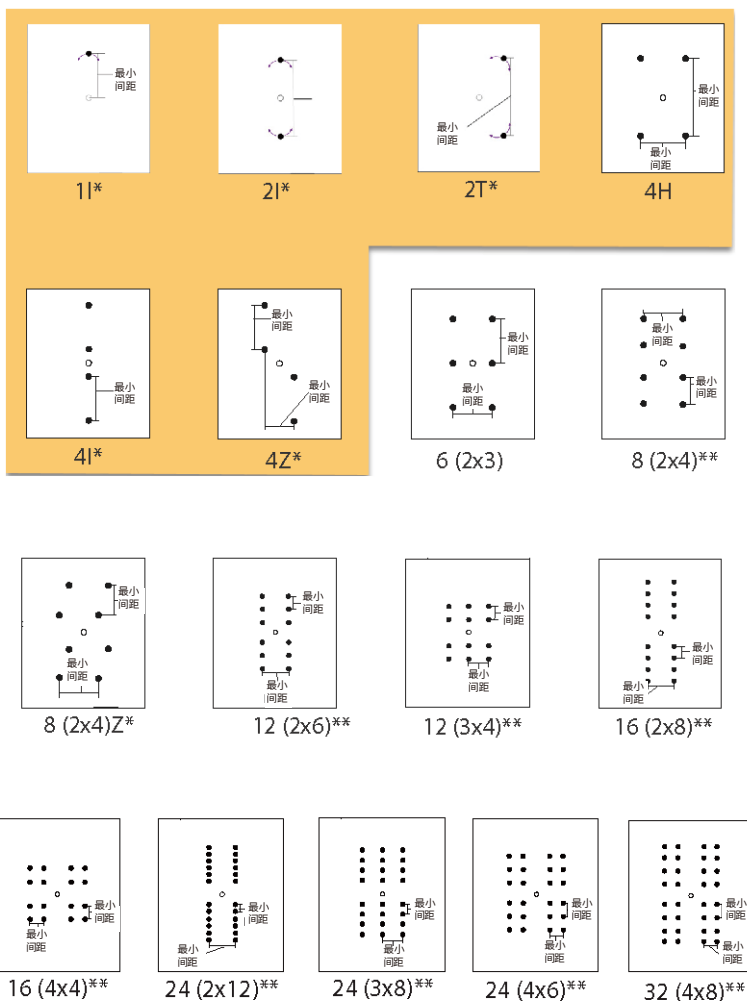 最小
间距
最小
间距
最小
间距
最小
间距
1I*
2I*
2T*
4H
最小
间距
最小
间距
最小
间距
最小
间距
最小
间距
最小
间距
最小
间距
4I*
4Z*
6 (2x3)
8 (2x4)**
最小
间距
最小
间距
最小
间距
最小
间距
最小
间距
最小
间距
最小
间距
最小
间距
8 (2x4)Z*
12 (2x6)**
12 (3x4)**
16 (2x8)**
最小
间距
最小
间距
最小
间距
最小
间距
最小
间距
最小
间距
最小
间距
最小
间距
最小
间距
最小
间距
16 (4x4)**
24 (2x12)**
24 (3x8)**
24 (4x6)**
32 (4x8)**